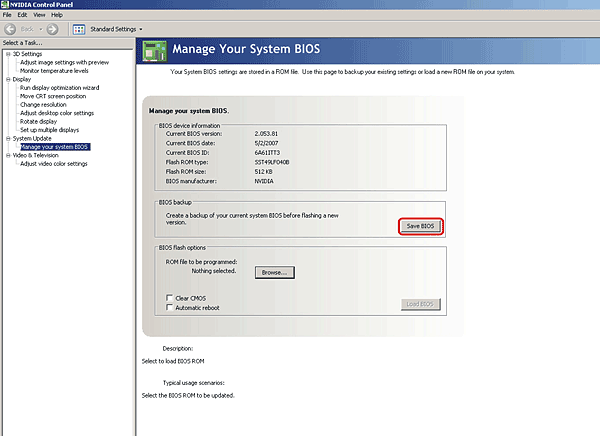 NVIDIA Control Panel
File Edit View Help
Back
Standard Settings
Select a Task...
3D Settings
Adjust image settings with preview
Monitor temperature levels
Display
Run display optimization wizard
Move CRT screen position
Change resolution
Adjust desktop color settings
Rotate display
Set up multiple displays
System Update
Manage your system BIOS
Video & Television
Adjust video color settings
Manage Your System BIOS
Your System BIOS settings are stored in a ROM file. Use this page to backup your existing settings or load a new ROM file on your system.
Manage your system BIOS.
BIOS device information
Current BIOS version: 2.053.81
Current BIOS date: 5/2/2007
Current BIOS ID: 6A61ITT3
Flash ROM type: SST49LF040B
Flash ROM size: 512 KB
BIOS manufacturer: NVIDIA
BIOS backup
Create a backup of your current system BIOS before flashing a new
version.
Save BIOS
BIOS flash options
ROM file to be programmed:
Nothing selected.
Browse...
Clear CMOS
Automatic reboot
Load BIOS
Description:
Select to load BIOS ROM
Typical usage scenarios:
Select the BIOS ROM to be updated.